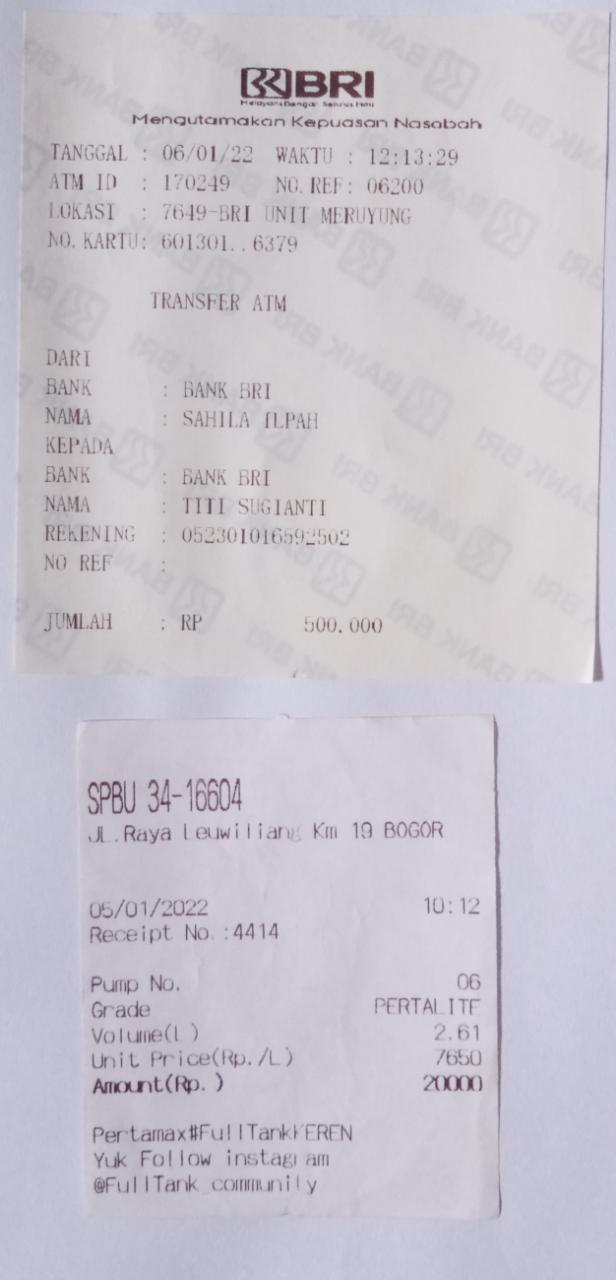 BRI
Melayani Dengan Setulus Hati
Mengutamakan Kepuasan Nasabah
TANGGAL : 06/01/22 WAKTU : 12:13:29
ATM ID : 170249 NO. REF: 06200
LOKASI : 7649-BRI UNIT MERUYUNG
NO. KARTU: 601301..6379
TRANSFER ATM
DARI
BANK : BANK BRI
NAMA : SAHILA ILPAH
KEPADA
BANK : BANK BRI
NAMA : TITI SUGIANTI
REKENING : 052301016592502
NO REF :
JUMLAH : RP 500.000
SPBU 34-16604
JL.Raya Leuwiliang Km 19 BOGOR
05/01/2022 10:12
Receipt No.:4414
Pump No. 06
Grade PERTALITE
Volume(L) 2.61
Unit Price(Rp./L) 7650
Amount(Rp.) 20000
Pertamax#FullTankKEREN
Yuk Follow instagram
@FullTank_community